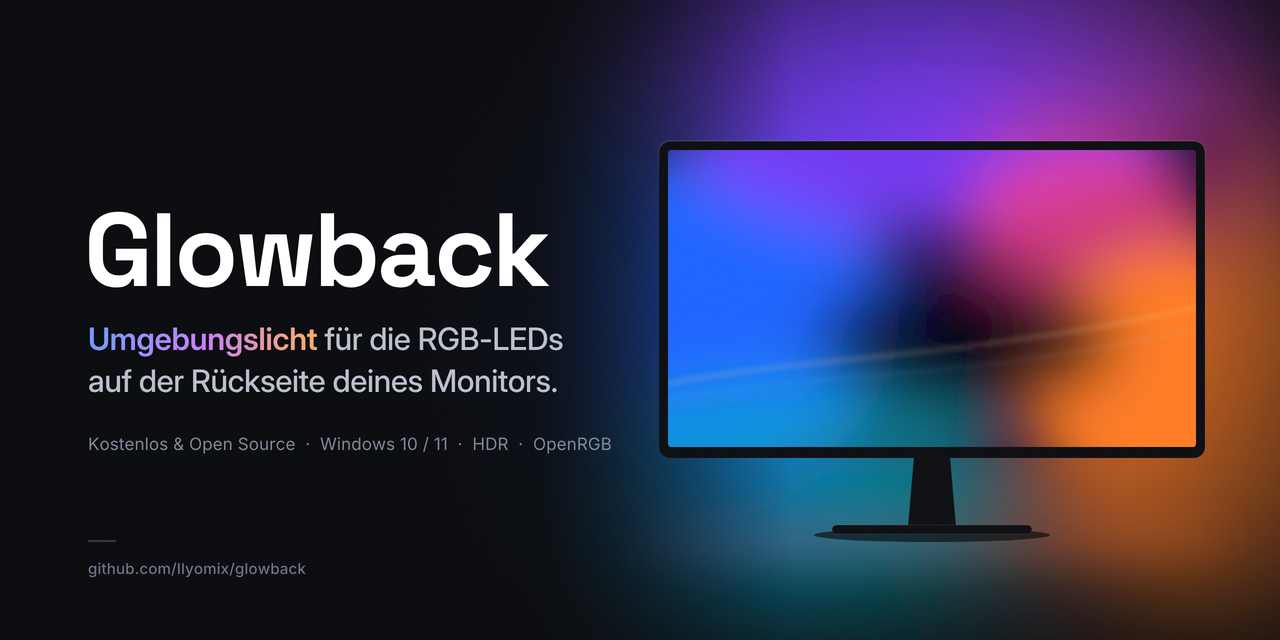 Glowback
Umgebungslicht für die RGB-LEDs
auf der Rückseite deines Monitors.
Kostenlos & Open Source · Windows 10 / 11 · HDR · OpenRGB
github.com/llyomix/glowback